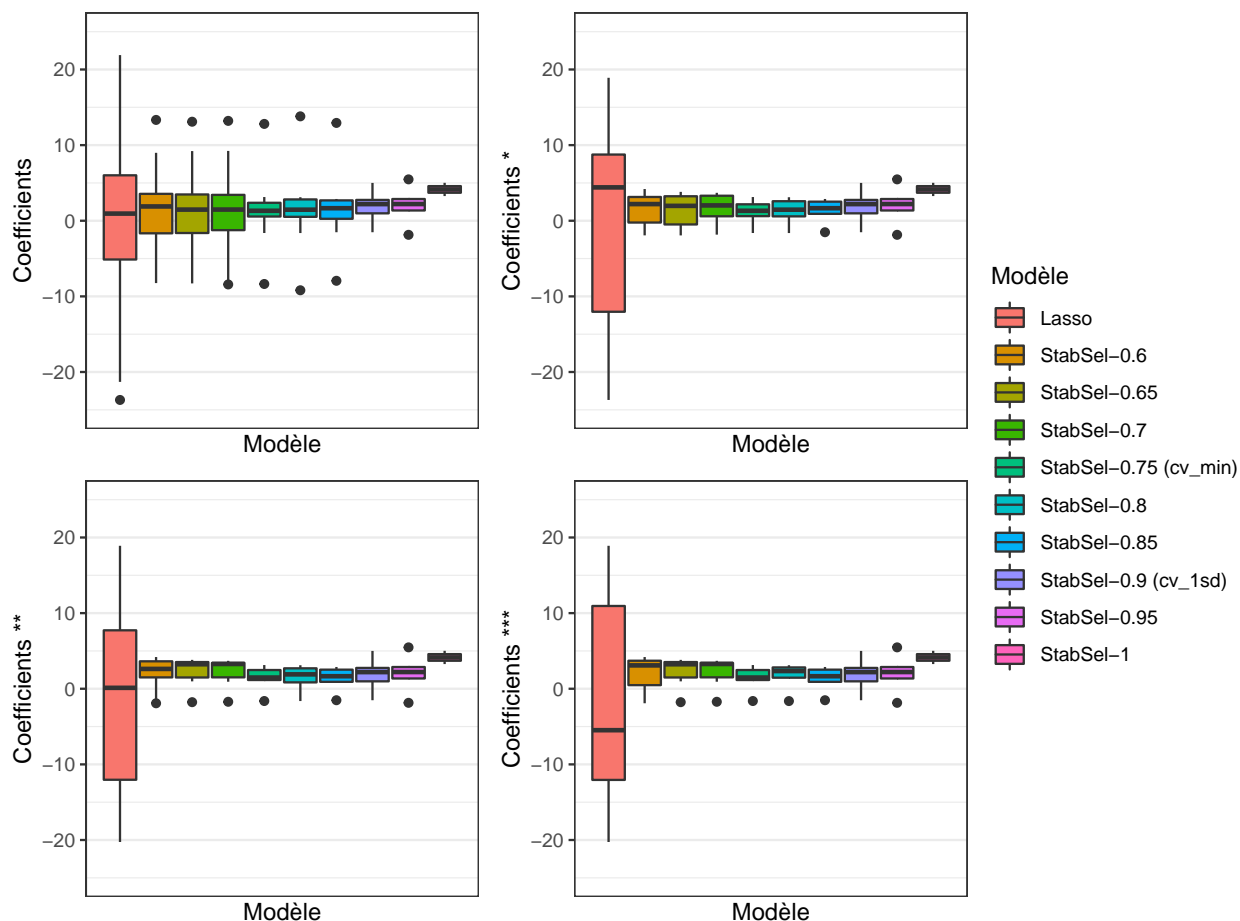 20
10
0
−10
−20
Coefficients
Modèle
20
10
0
−10
−20
Coefficients *
Modèle
20
10
0
−10
−20
Coefficients **
Modèle
20
10
0
−10
−20
Coefficients ***
Modèle
Modèle
Lasso
StabSel−0.6
StabSel−0.65
StabSel−0.7
StabSel−0.75 (cv_min)
StabSel−0.8
StabSel−0.85
StabSel−0.9 (cv_1sd)
StabSel−0.95
StabSel−1